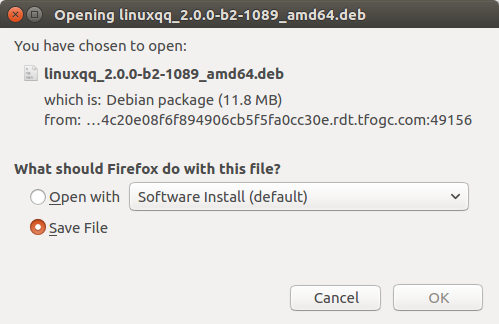 Opening linuxqq_2.0.0-b2-1089_amd64.deb
You have chosen to open:
linuxqq_2.0.0-b2-1089_amd64.deb
which is: Debian package (11.8 MB)
from: …4c20e08f6f894906cb5f5fa0cc30e.rdt.tfogc.com:49156
What should Firefox do with this file?
Open with Software Install (default)
Save File
Cancel OK